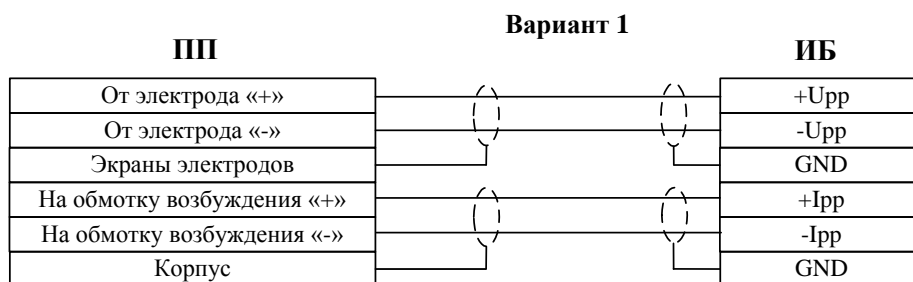 Вариант 1
ПП ИБ
От электрода «+» +Upp
От электрода «-» -Upp
Экраны электродов GND
На обмотку возбуждения «+» +Ipp
На обмотку возбуждения «-» -Ipp
Корпус GND